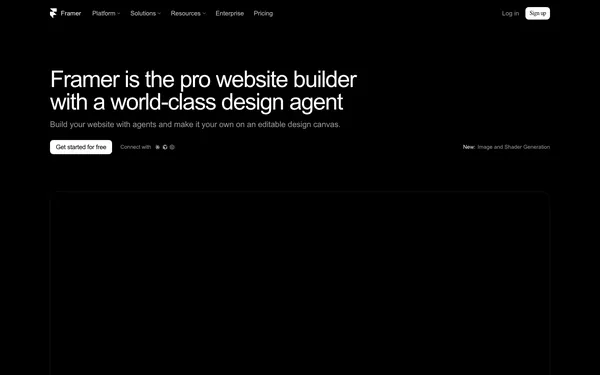 Framer
Platform
Solutions
Resources
Enterprise
Pricing
Log in
Sign up
Framer is the pro website builder
with a world-class design agent
Build your website with agents and make it your own on an editable design canvas.
Get started for free
Connect with
New: Image and Shader Generation